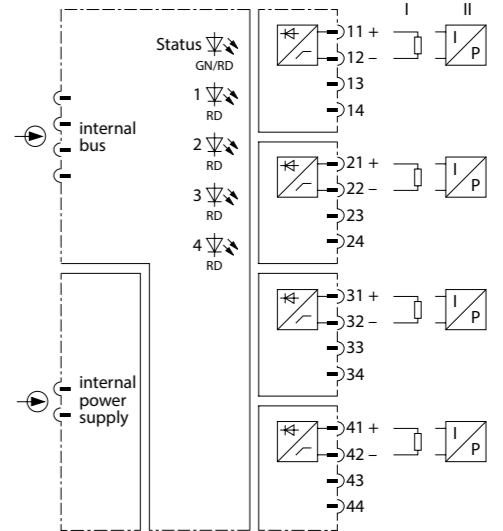 I II
Status
GN/RD
1
RD
2
RD
3
RD
4
RD
internal
bus
internal
power
supply
11 +
12 –
13
14
I
P
21 +
22 –
23
24
I
P
31 +
32 –
33
34
I
P
41 +
42 –
43
44
I
P